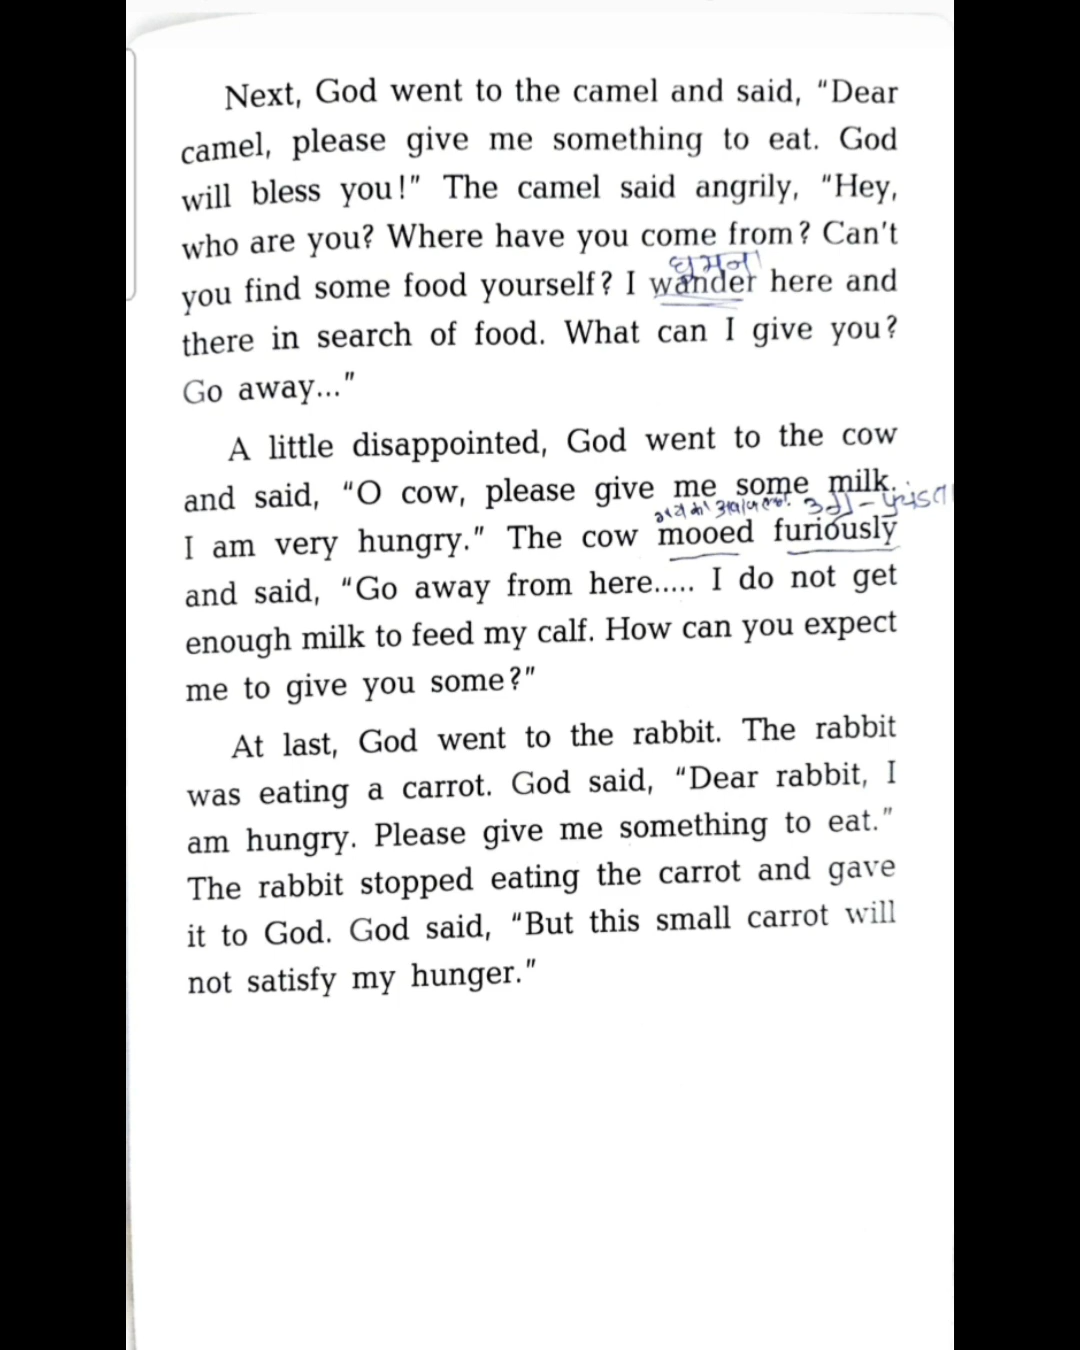 Next, God went to the camel and said, “Dear
camel, please give me something to eat. God
will bless you!” The camel said angrily, “Hey,
who are you? Where have you come from? Can't
घुमना
you find some food yourself? I wander here and
there in search of food. What can I give you?
Go away...”
A little disappointed, God went to the cow
and said, “O cow, please give me some milk.
उग्र -
I am very hungry.” The cow mooed furiously
and said, “Go away from here..... I do not get
enough milk to feed my calf. How can you expect
me to give you some?”
At last, God went to the rabbit. The rabbit
was eating a carrot. God said, “Dear rabbit, I
am hungry. Please give me something to eat.”
The rabbit stopped eating the carrot and gave
it to God. God said, “But this small carrot will
not satisfy my hunger.”